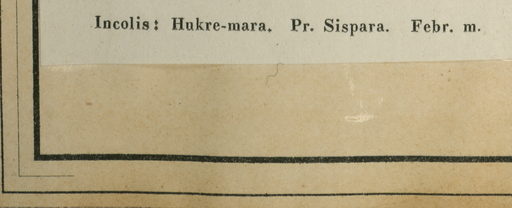 Incolis: Hukre-mara. Pr. Sispara. Febr. m.